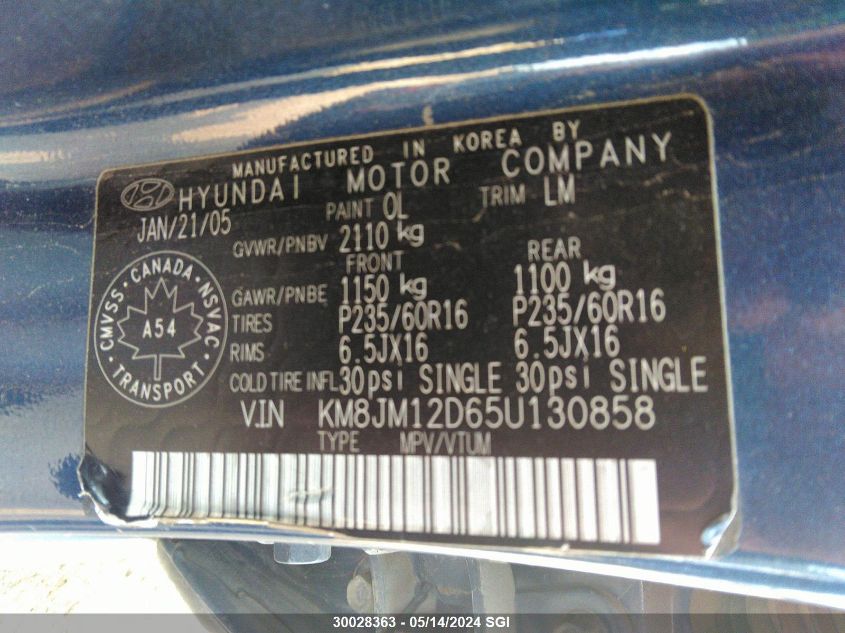 MANUFACTURED IN KOREA BY
HYUNDAI MOTOR COMPANY
JAN/21/05 PAINT OL TRIM LM
GVWR/PNBV 2110 kg
FRONT REAR
GAWR/PNBE 1150 kg 1100 kg
TIRES P235/60R16 P235/60R16
RIMS 6.5JX16 6.5JX16
COLD TIRE INFL 30psi SINGLE 30psi SINGLE
CMVSS · CANADA · NSVAC
A54
TRANSPORT
V.I.N KM8JM12D65U130858
TYPE MPV/VTUM
30028363 - 05/14/2024 SGI